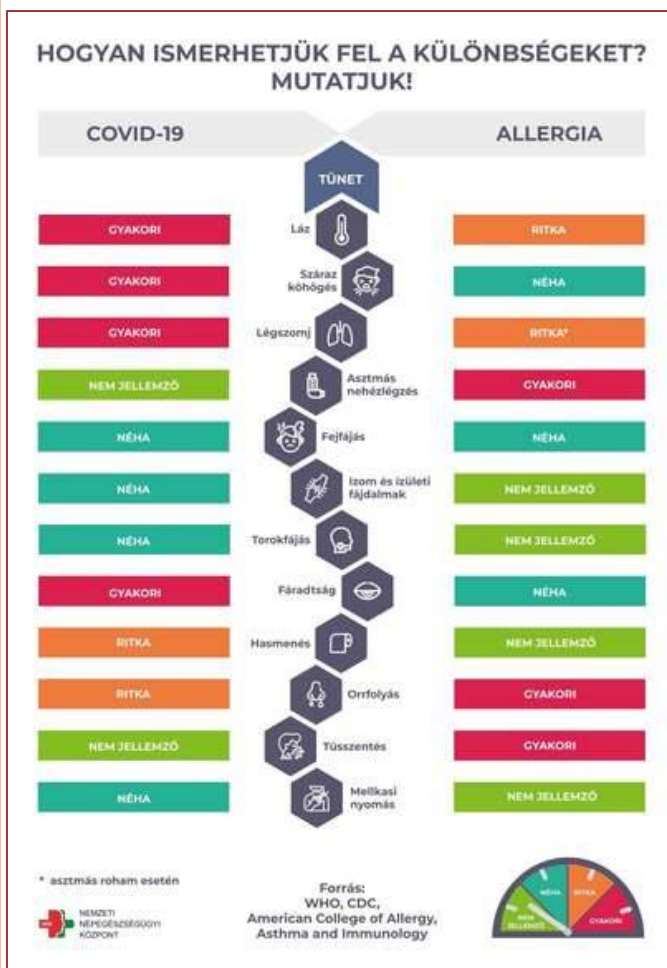 HOGYAN ISMERHETJÜK FEL A KÜLÖNBSÉGEKET?
MUTATJUK!
COVID-19
ALLERGIA
TÜNET
GYAKORI
Láz
RITKA
GYAKORI
Száraz
köhögés
NÉHA
GYAKORI
Légszomj
RITKA*
NEM JELLEMZŐ
Asztmás
nehézlégzés
GYAKORI
NÉHA
Fejfájás
NÉHA
NÉHA
Izom és ízületi
fájdalmak
NEM JELLEMZŐ
NÉHA
Torokfájás
NEM JELLEMZŐ
GYAKORI
Fáradtság
NÉHA
RITKA
Hasmenés
NEM JELLEMZŐ
RITKA
Orrfolyás
GYAKORI
NEM JELLEMZŐ
Tüsszentés
GYAKORI
NÉHA
Mellkasi
nyomás
NEM JELLEMZŐ
* asztmás roham esetén
NEMZETI
NÉPEGÉSZSÉGÜGYI
KÖZPONT
Forrás:
WHO, CDC,
American College of Allergy,
Asthma and Immunology
NEM
JELLEMZŐ
NÉHA
RITKA
GYAKORI